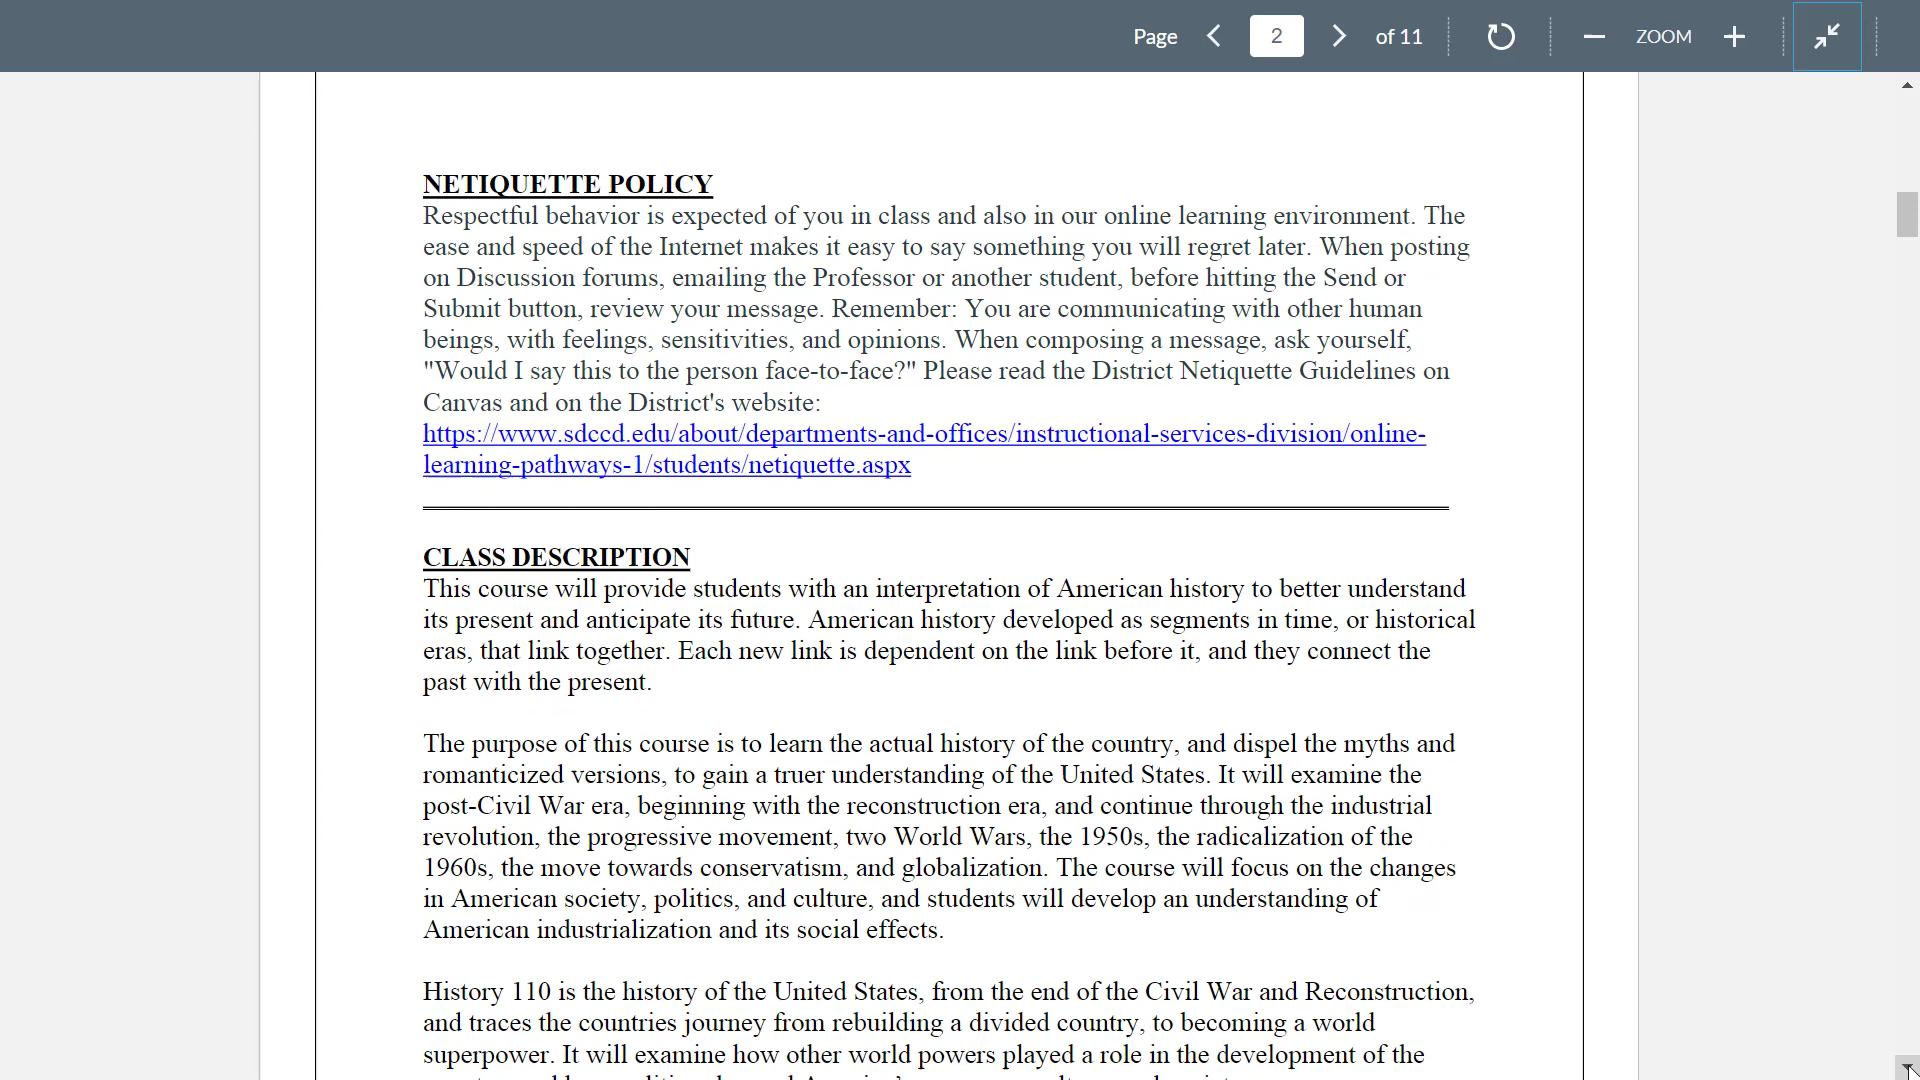 Page 2 of 11 ZOOM
NETIQUETTE POLICY
Respectful behavior is expected of you in class and also in our online learning environment. The
ease and speed of the Internet makes it easy to say something you will regret later. When posting
on Discussion forums, emailing the Professor or another student, before hitting the Send or
Submit button, review your message. Remember: You are communicating with other human
beings, with feelings, sensitivities, and opinions. When composing a message, ask yourself,
"Would I say this to the person face-to-face?" Please read the District Netiquette Guidelines on
Canvas and on the District's website:
https://www.sdccd.edu/about/departments-and-offices/instructional-services-division/online-
learning-pathways-1/students/netiquette.aspx
CLASS DESCRIPTION
This course will provide students with an interpretation of American history to better understand
its present and anticipate its future. American history developed as segments in time, or historical
eras, that link together. Each new link is dependent on the link before it, and they connect the
past with the present.
The purpose of this course is to learn the actual history of the country, and dispel the myths and
romanticized versions, to gain a truer understanding of the United States. It will examine the
post-Civil War era, beginning with the reconstruction era, and continue through the industrial
revolution, the progressive movement, two World Wars, the 1950s, the radicalization of the
1960s, the move towards conservatism, and globalization. The course will focus on the changes
in American society, politics, and culture, and students will develop an understanding of
American industrialization and its social effects.
History 110 is the history of the United States, from the end of the Civil War and Reconstruction,
and traces the countries journey from rebuilding a divided country, to becoming a world
superpower. It will examine how other world powers played a role in the development of the